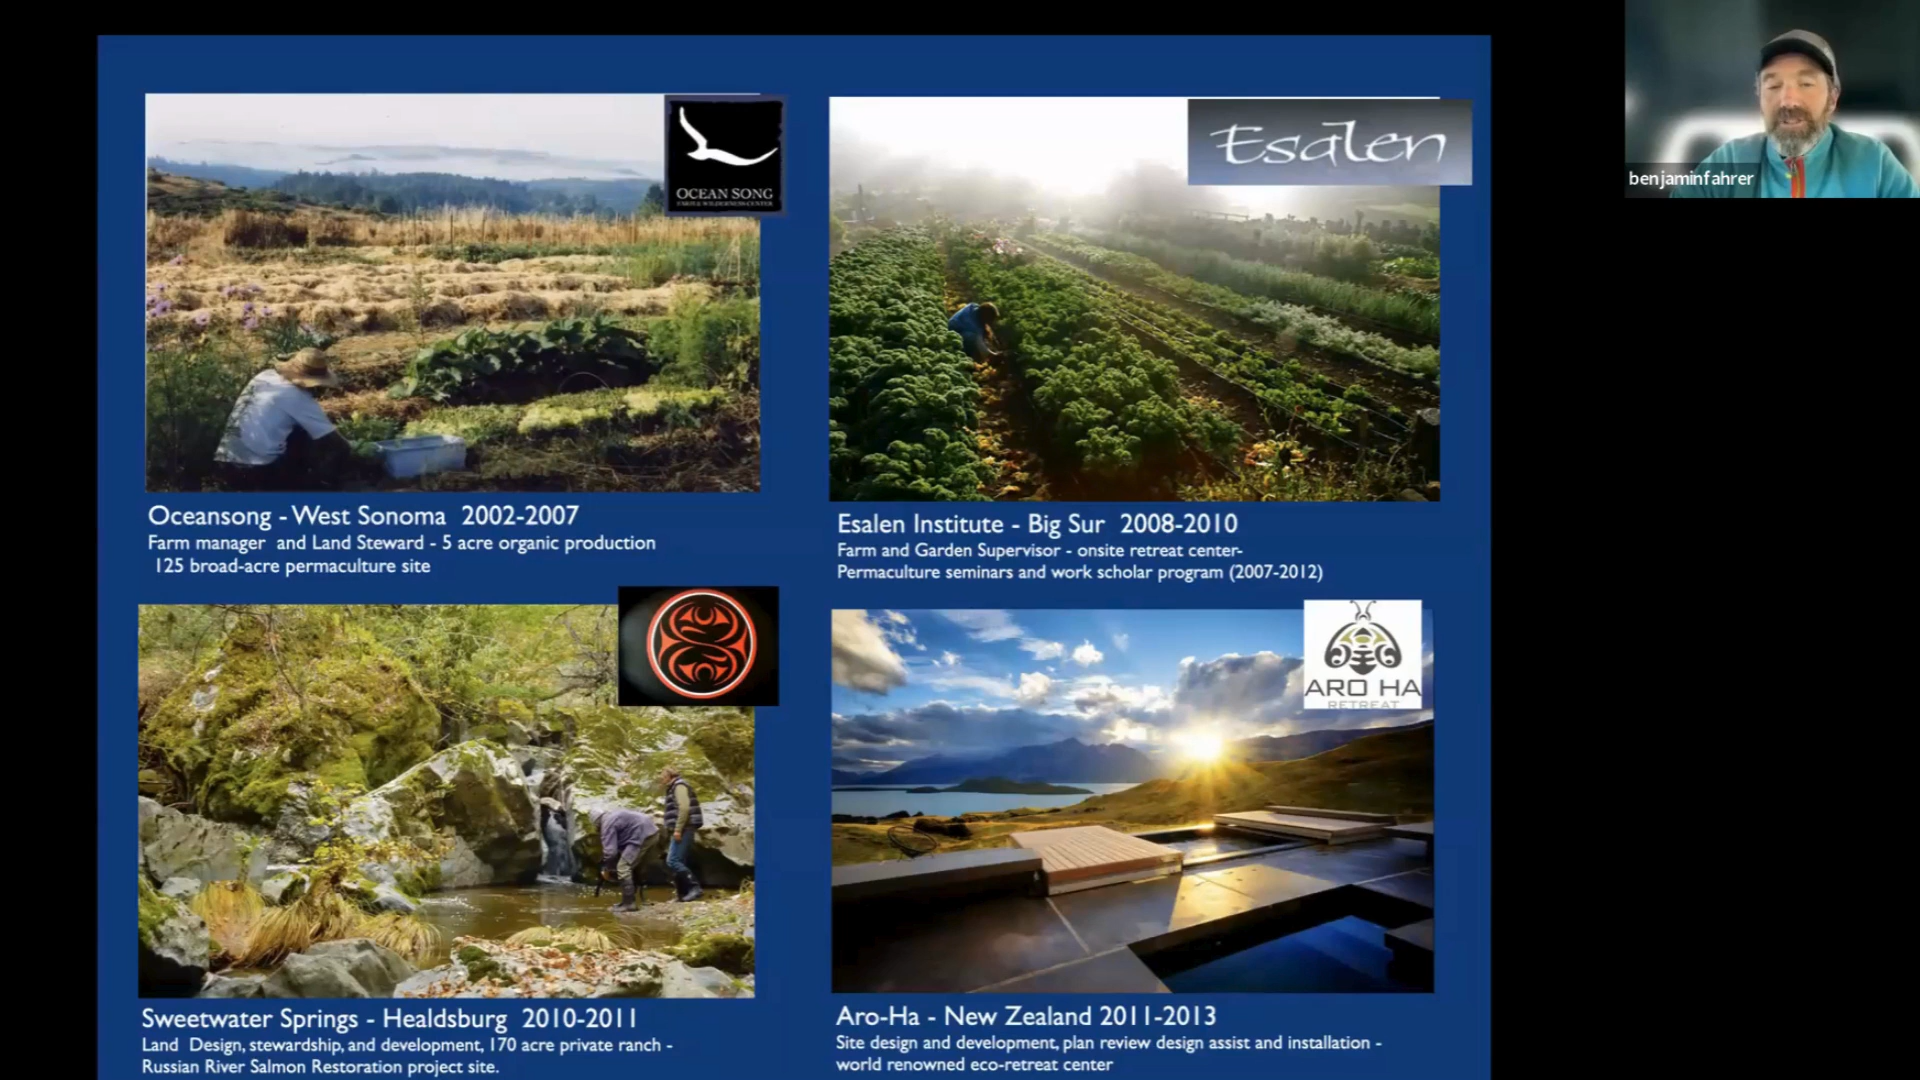 OCEAN SONG
FARM & WILDERNESS CENTER
Esalen
benjaminfahrer
Oceansong - West Sonoma 2002-2007
Farm manager and Land Steward - 5 acre organic production
125 broad-acre permaculture site
Esalen Institute - Big Sur 2008-2010
Farm and Garden Supervisor - onsite retreat center-
Permaculture seminars and work scholar program (2007-2012)
ARO HA
RETREAT
Sweetwater Springs - Healdsburg 2010-2011
Land Design, stewardship, and development, 170 acre private ranch -
Russian River Salmon Restoration project site.
Aro-Ha - New Zealand 2011-2013
Site design and development, plan review design assist and installation -
world renowned eco-retreat center